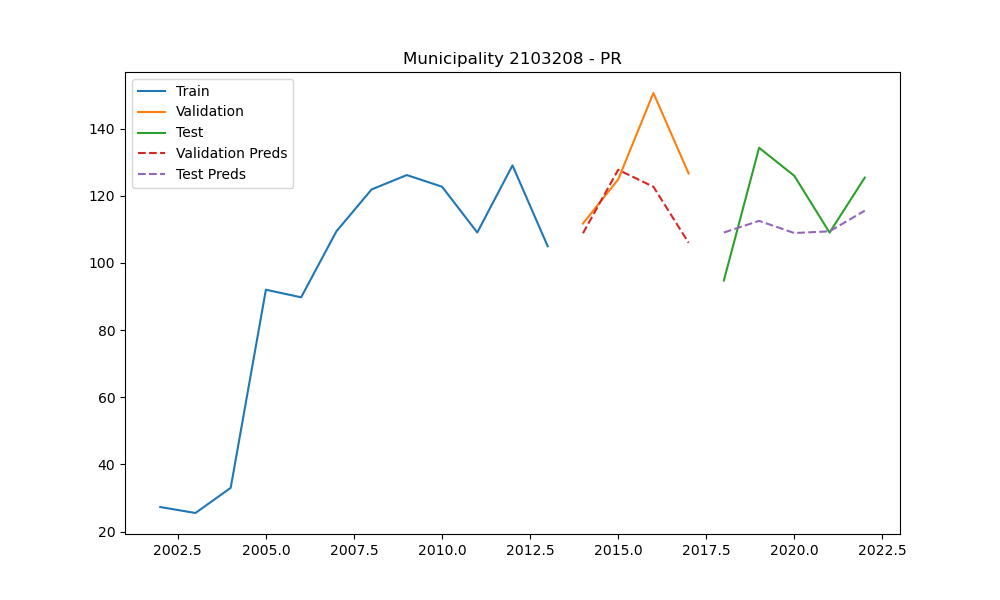 Municipality 2103208 - PR
Train
Validation
Test
Validation Preds
Test Preds
140
120
100
80
60
40
20
2002.5 2005.0 2007.5 2010.0 2012.5 2015.0 2017.5 2020.0 2022.5